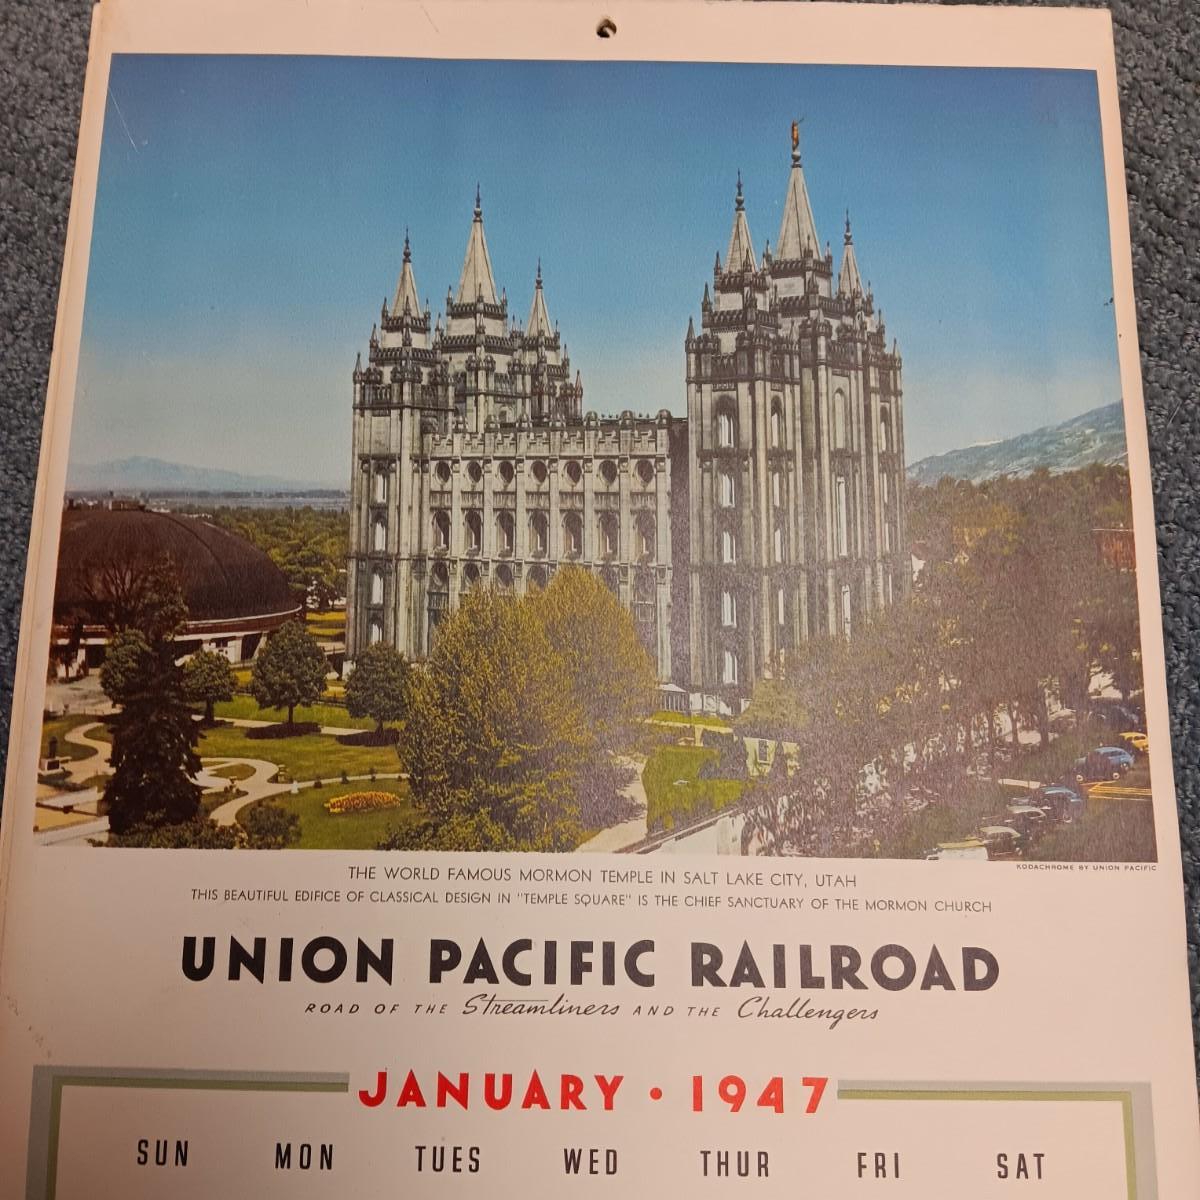 KODACHROME BY UNION PACIFIC
THE WORLD FAMOUS MORMON TEMPLE IN SALT LAKE CITY, UTAH
THIS BEAUTIFUL EDIFICE OF CLASSICAL DESIGN IN "TEMPLE SQUARE" IS THE CHIEF SANCTUARY OF THE MORMON CHURCH
UNION PACIFIC RAILROAD
ROAD OF THE Streamliners AND THE Challengers
JANUARY • 1947
SUN MON TUES WED THUR FRI SAT